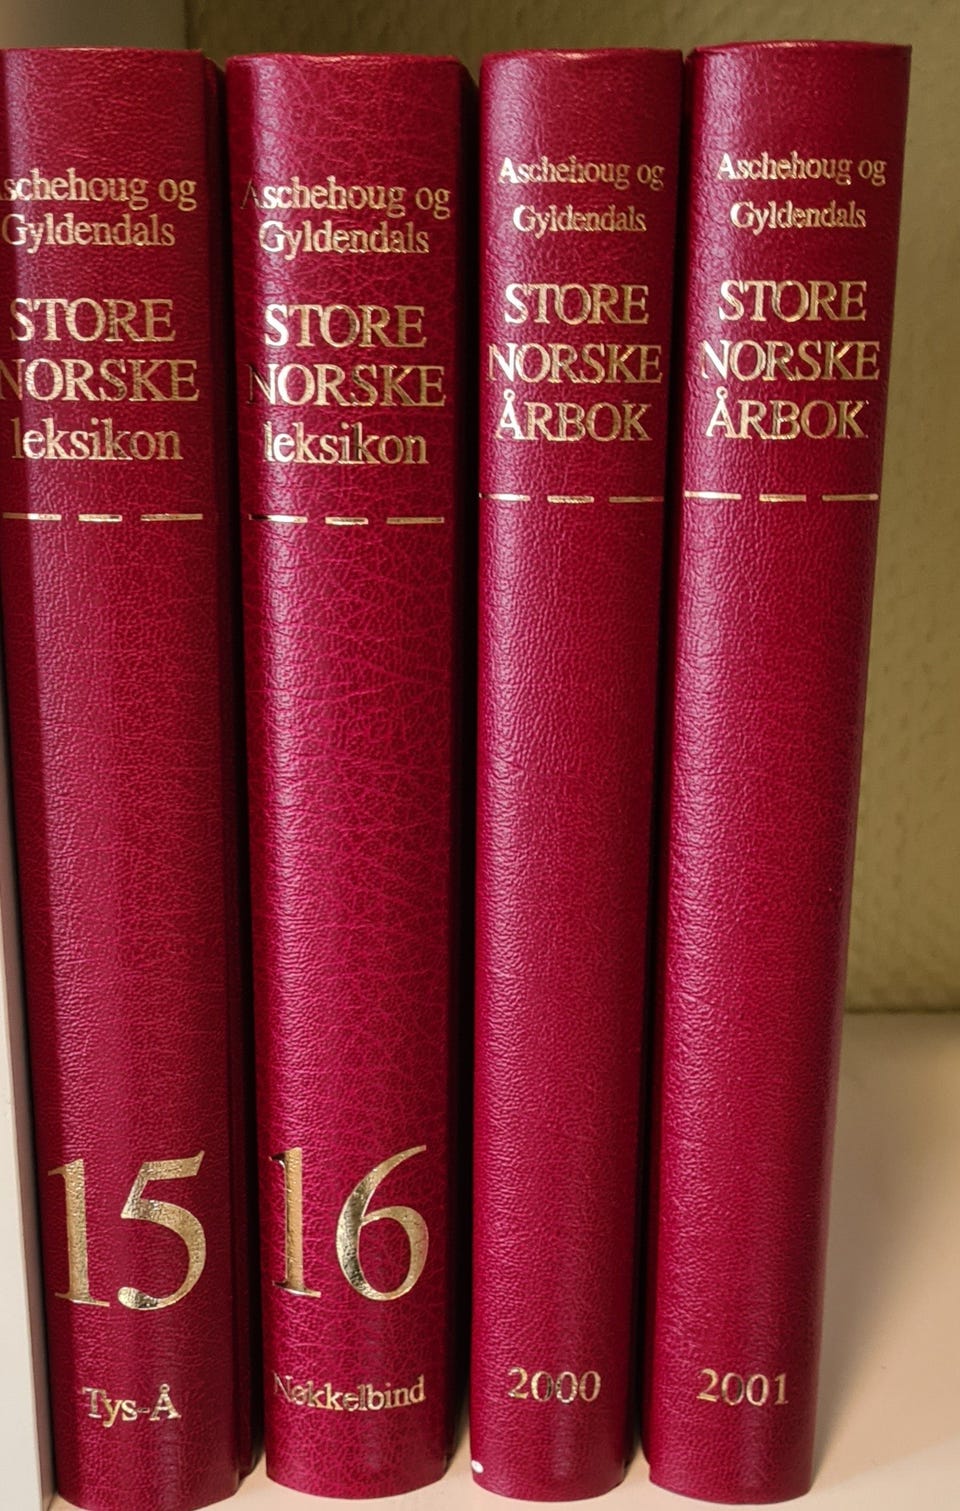 Aschehoug og
Gyldendals
STORE
NORSKE
leksikon
15
Tys-Å
Aschehoug og
Gyldendals
STORE
NORSKE
leksikon
16
Nøkkelbind
Aschehoug og
Gyldendals
STORE
NORSKE
ÅRBOK
2000
Aschehoug og
Gyldendals
STORE
NORSKE
ÅRBOK
2001